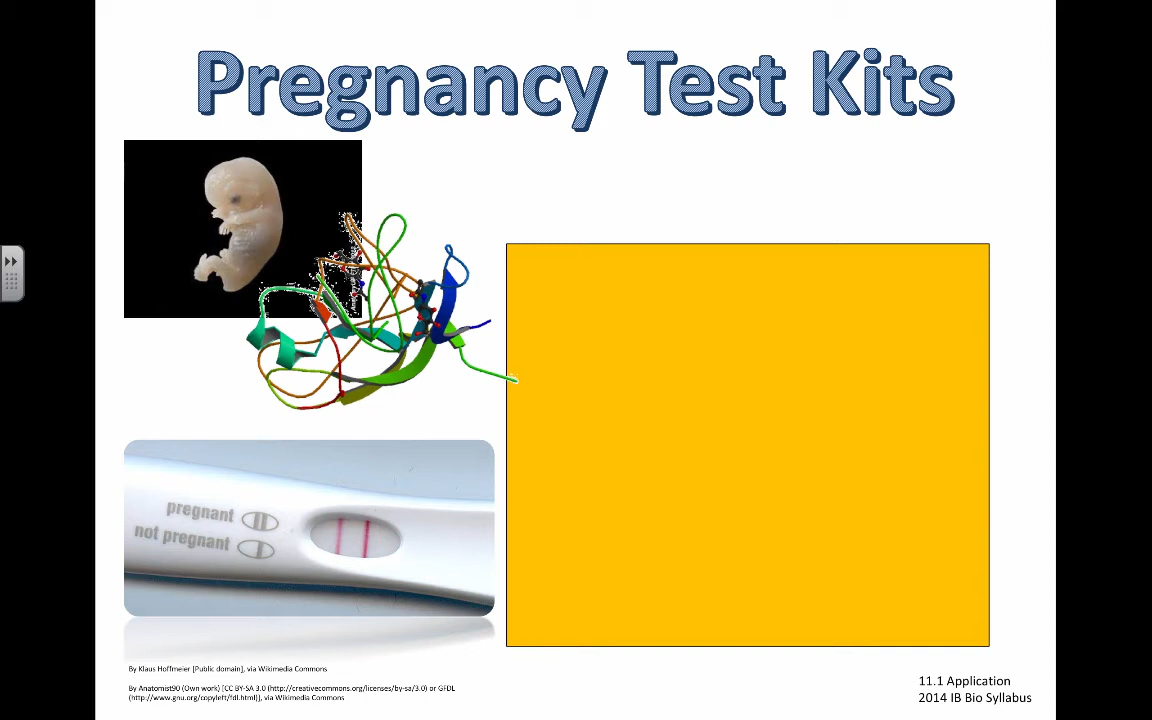 Pregnancy Test Kits
pregnant
not pregnant
By Klaus Hoffmeier [Public domain], via Wikimedia Commons
By Anatomist90 (Own work) [CC BY-SA 3.0 (http://creativecommons.org/licenses/by-sa/3.0) or GFDL
(http://www.gnu.org/copyleft/fdl.html)], via Wikimedia Commons
11.1 Application
2014 IB Bio Syllabus